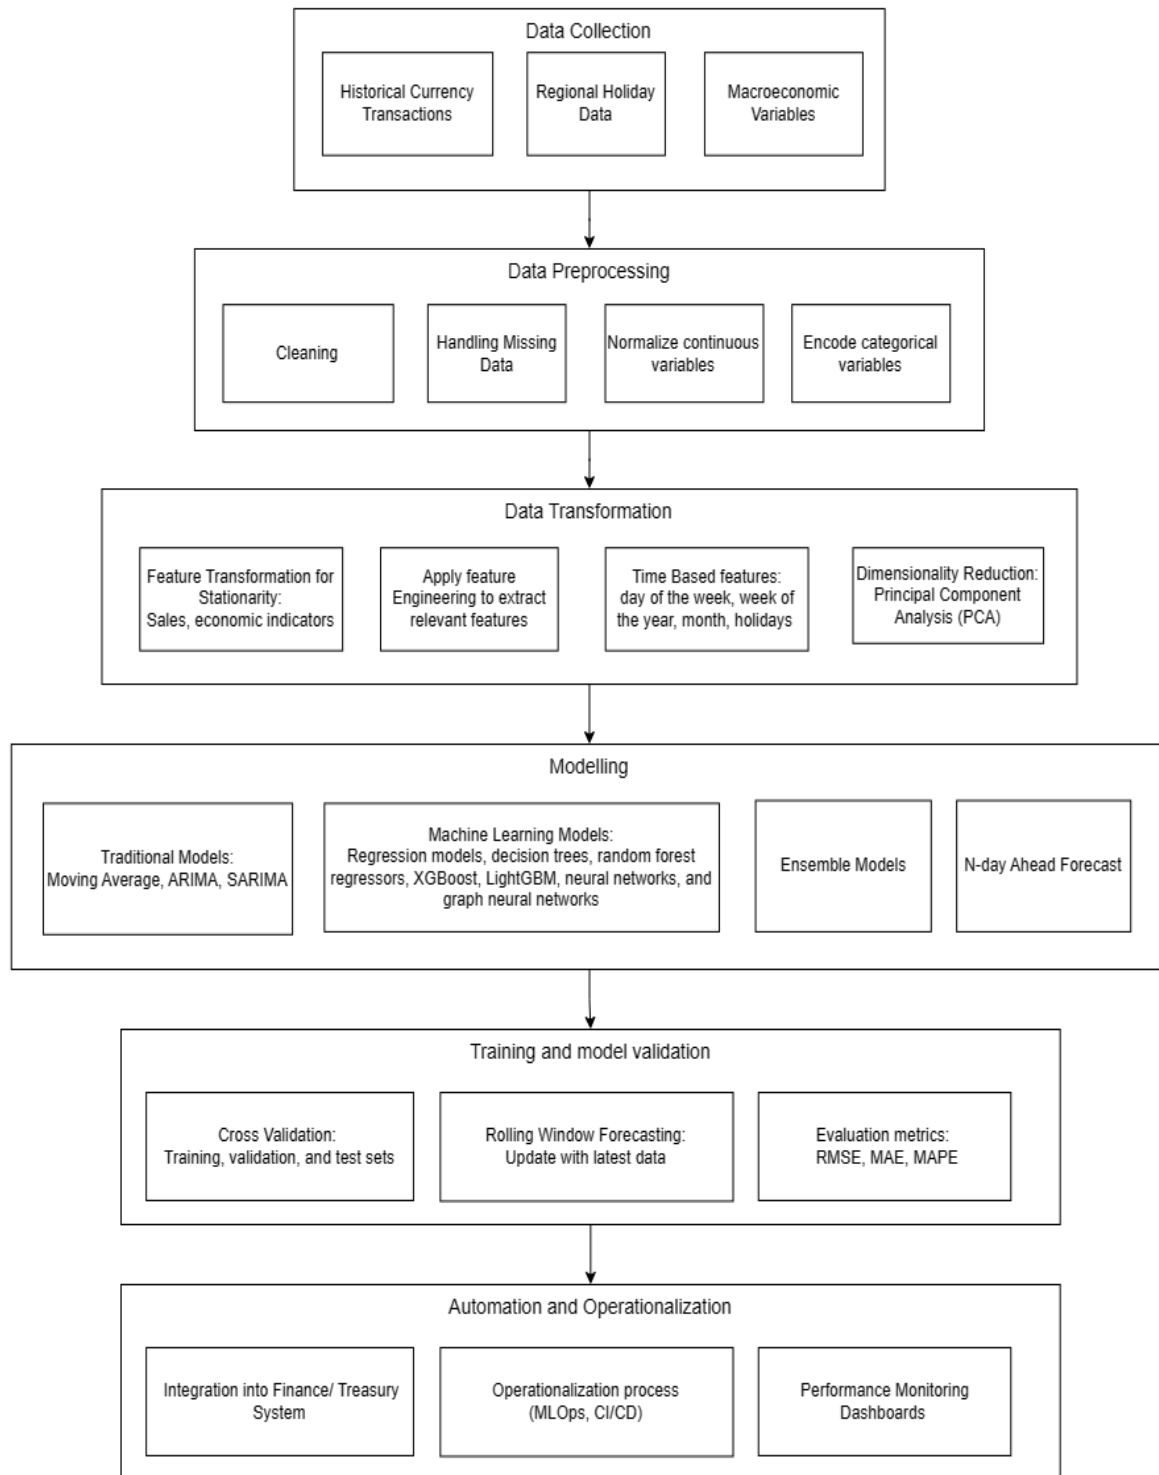 Data Collection
Historical Currency
Transactions
Regional Holiday
Data
Macroeconomic
Variables
Data Preprocessing
Cleaning
Handling Missing
Data
Normalize continuous
variables
Encode categorical
variables
Data Transformation
Feature Transformation for
Stationarity:
Sales, economic indicators
Apply feature
Engineering to extract
relevant features
Time Based features:
day of the week, week of
the year, month, holidays
Dimensionality Reduction:
Principal Component
Analysis (PCA)
Modelling
Traditional Models:
Moving Average, ARIMA, SARIMA
Machine Learning Models:
Regression models, decision trees, random forest
regressors, XGBoost, LightGBM, neural networks, and
graph neural networks
Ensemble Models
N-day Ahead Forecast
Training and model validation
Cross Validation:
Training, validation, and test sets
Rolling Window Forecasting:
Update with latest data
Evaluation metrics:
RMSE, MAE, MAPE
Automation and Operationalization
Integration into Finance/ Treasury
System
Operationalization process
(MLOps, CI/CD)
Performance Monitoring
Dashboards